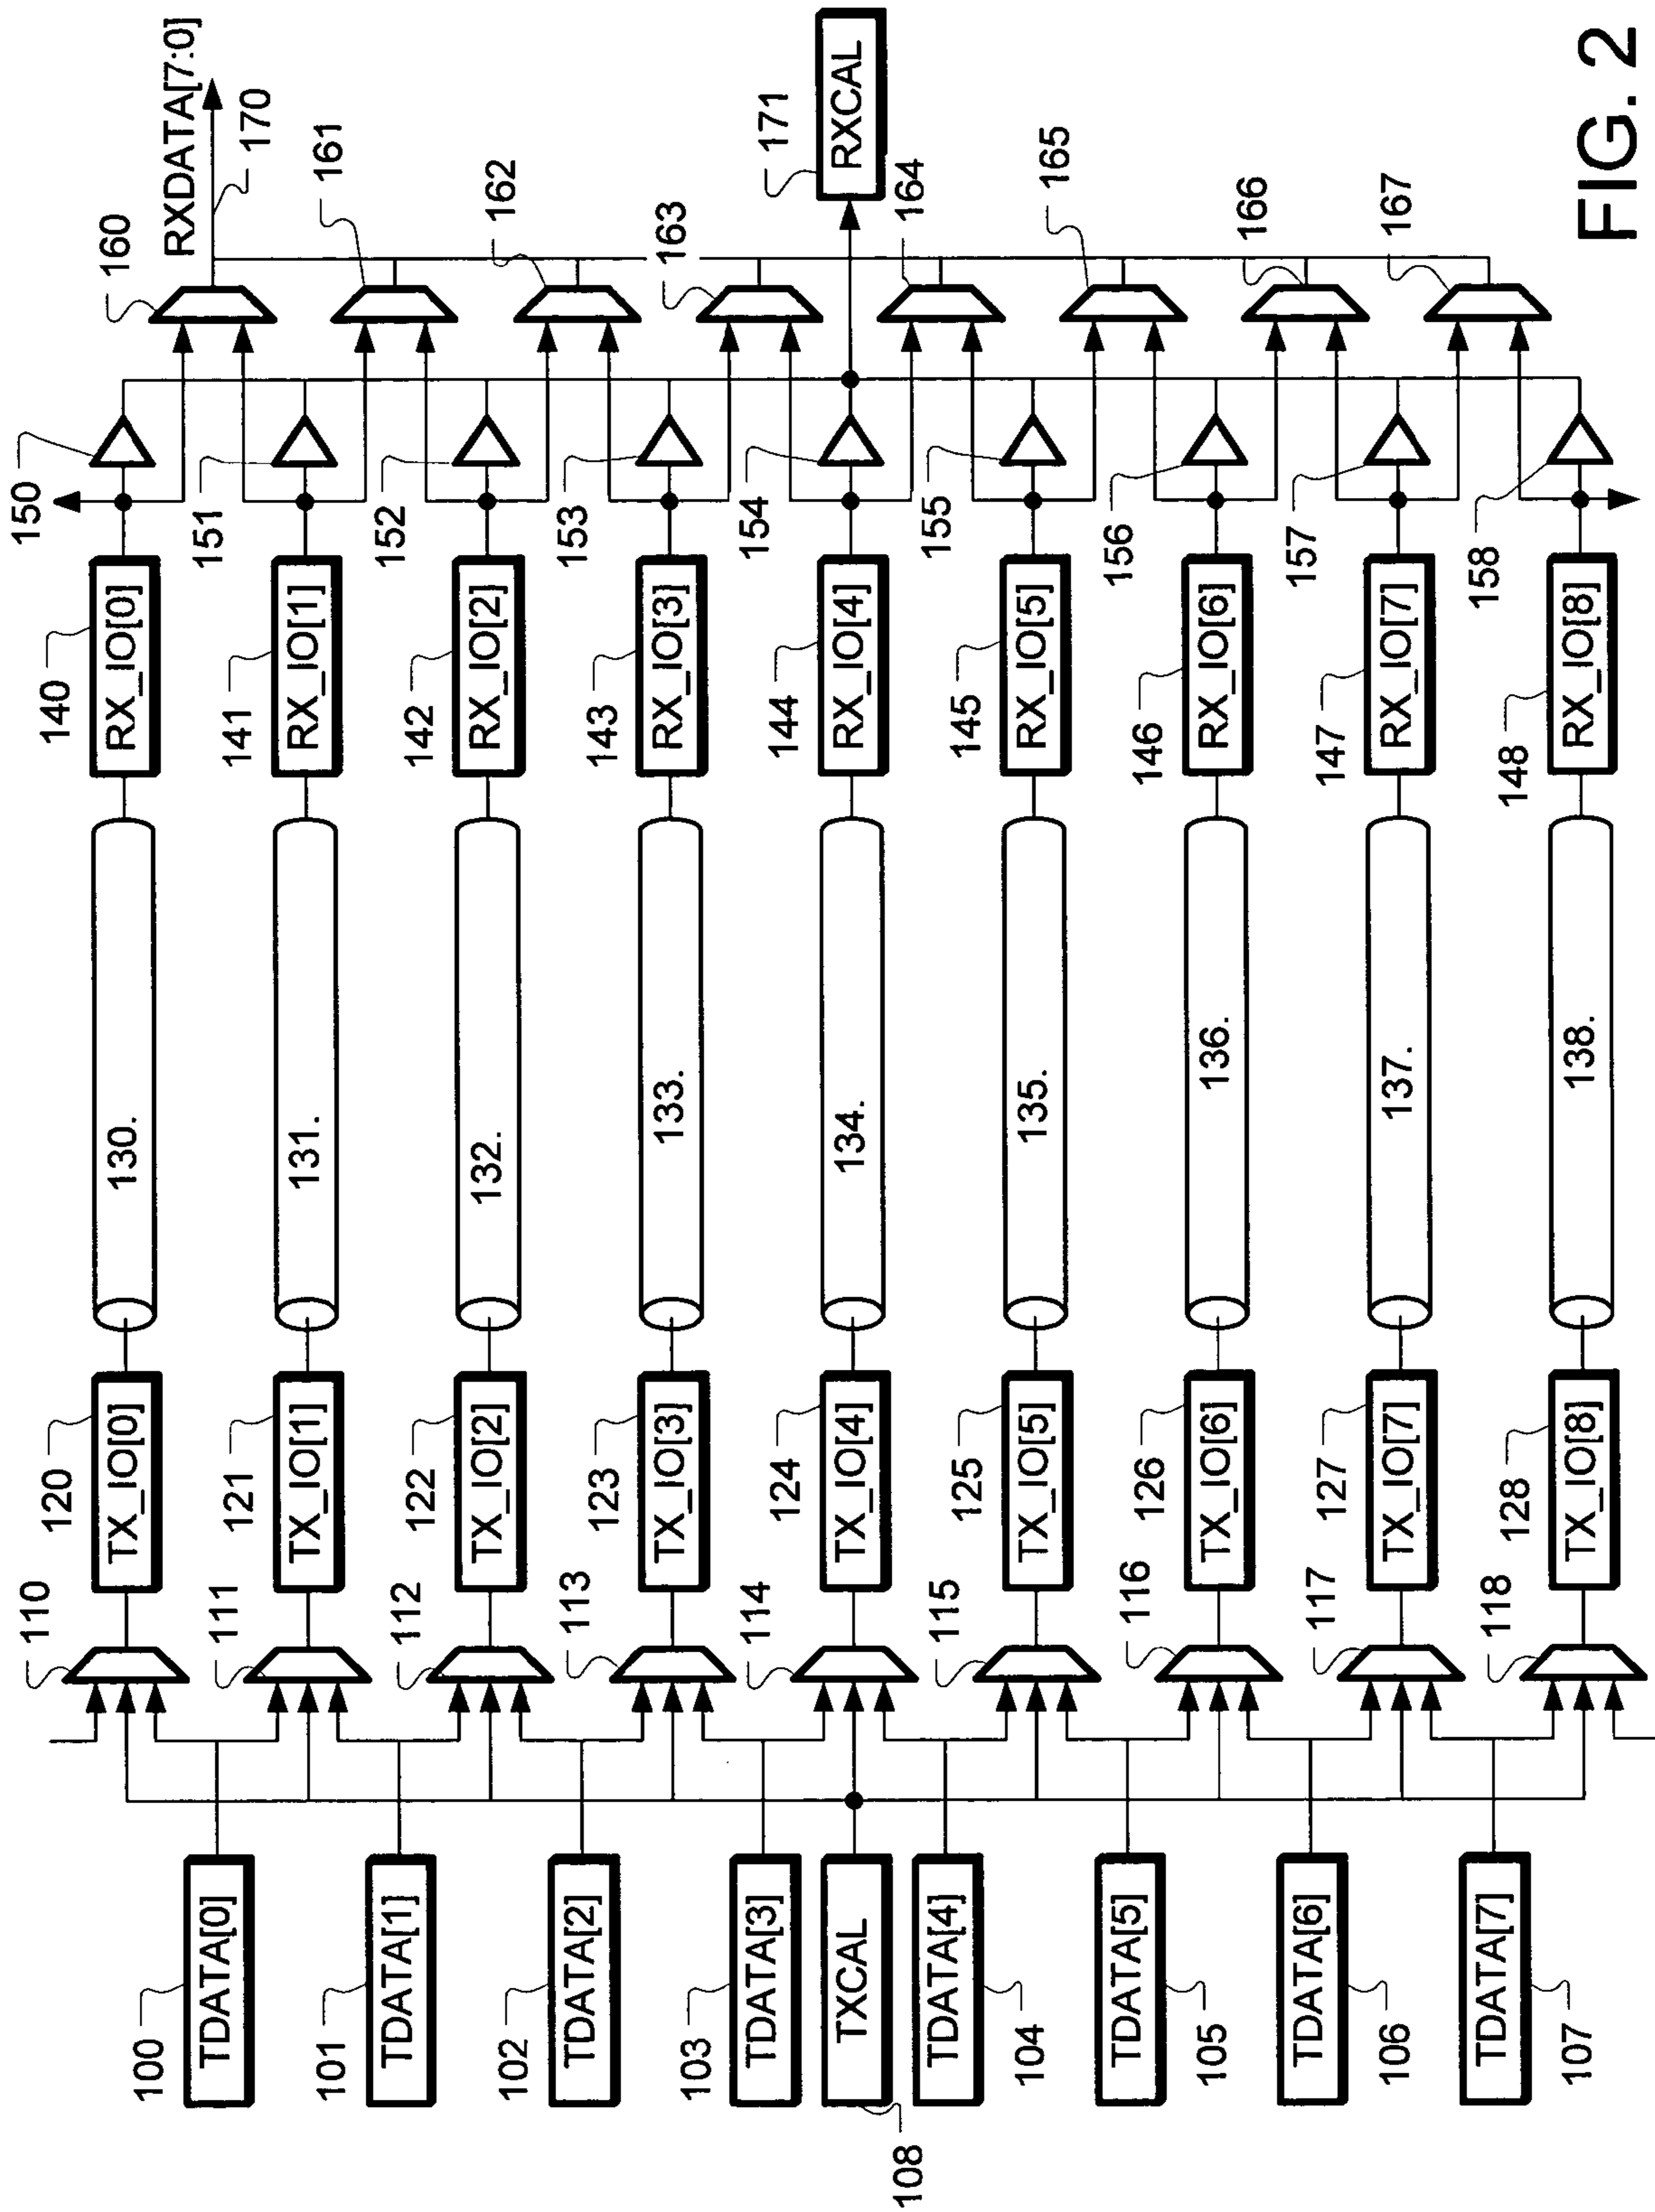 RXDATA[7:0]
170
150
160
140
120
110
RX_IO[0]
130.
TX_IO[0]
TDATA[0]
100
151
161
141
121
111
RX_IO[1]
131.
TX_IO[1]
TDATA[1]
101
152
162
142
122
112
RX_IO[2]
132.
TX_IO[2]
TDATA[2]
102
153
163
143
123
113
RX_IO[3]
133.
TX_IO[3]
TDATA[3]
103
171
RXCAL
154
164
144
124
114
RX_IO[4]
134.
TX_IO[4]
TXCAL
108
TDATA[4]
104
155
165
145
125
115
RX_IO[5]
135.
TX_IO[5]
TDATA[5]
105
156
166
146
126
116
RX_IO[6]
136.
TX_IO[6]
TDATA[6]
106
157
167
147
127
117
RX_IO[7]
137.
TX_IO[7]
TDATA[7]
107
158
148
128
118
RX_IO[8]
138.
TX_IO[8]
FIG. 2